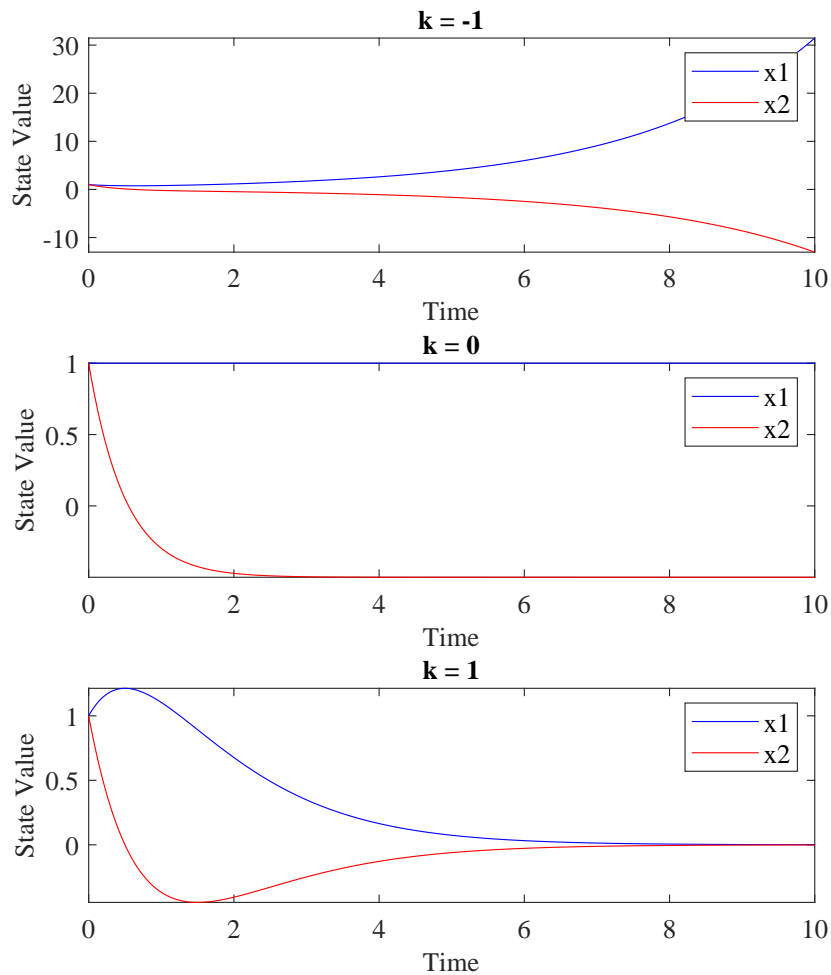 k = -1
30
20
10
0
-10
State Value
x1
x2
0 2 4 6 8 10
Time
k = 0
1
0.5
0
State Value
x1
x2
0 2 4 6 8 10
Time
k = 1
1
0.5
0
State Value
x1
x2
0 2 4 6 8 10
Time